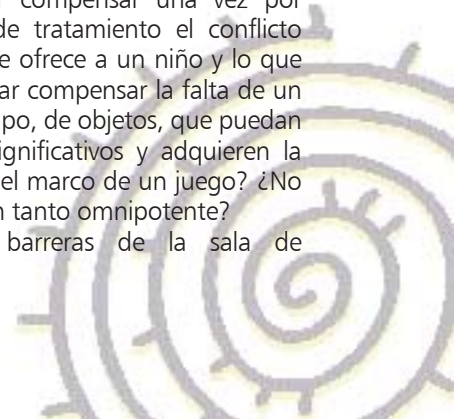 compensar una vez por
de tratamiento el conflicto
e ofrece a un niño y lo que
ar compensar la falta de un
po, de objetos, que puedan
ignificativos y adquieren la
el marco de un juego? ¿No
n tanto omnipotente?
barreras de la sala de